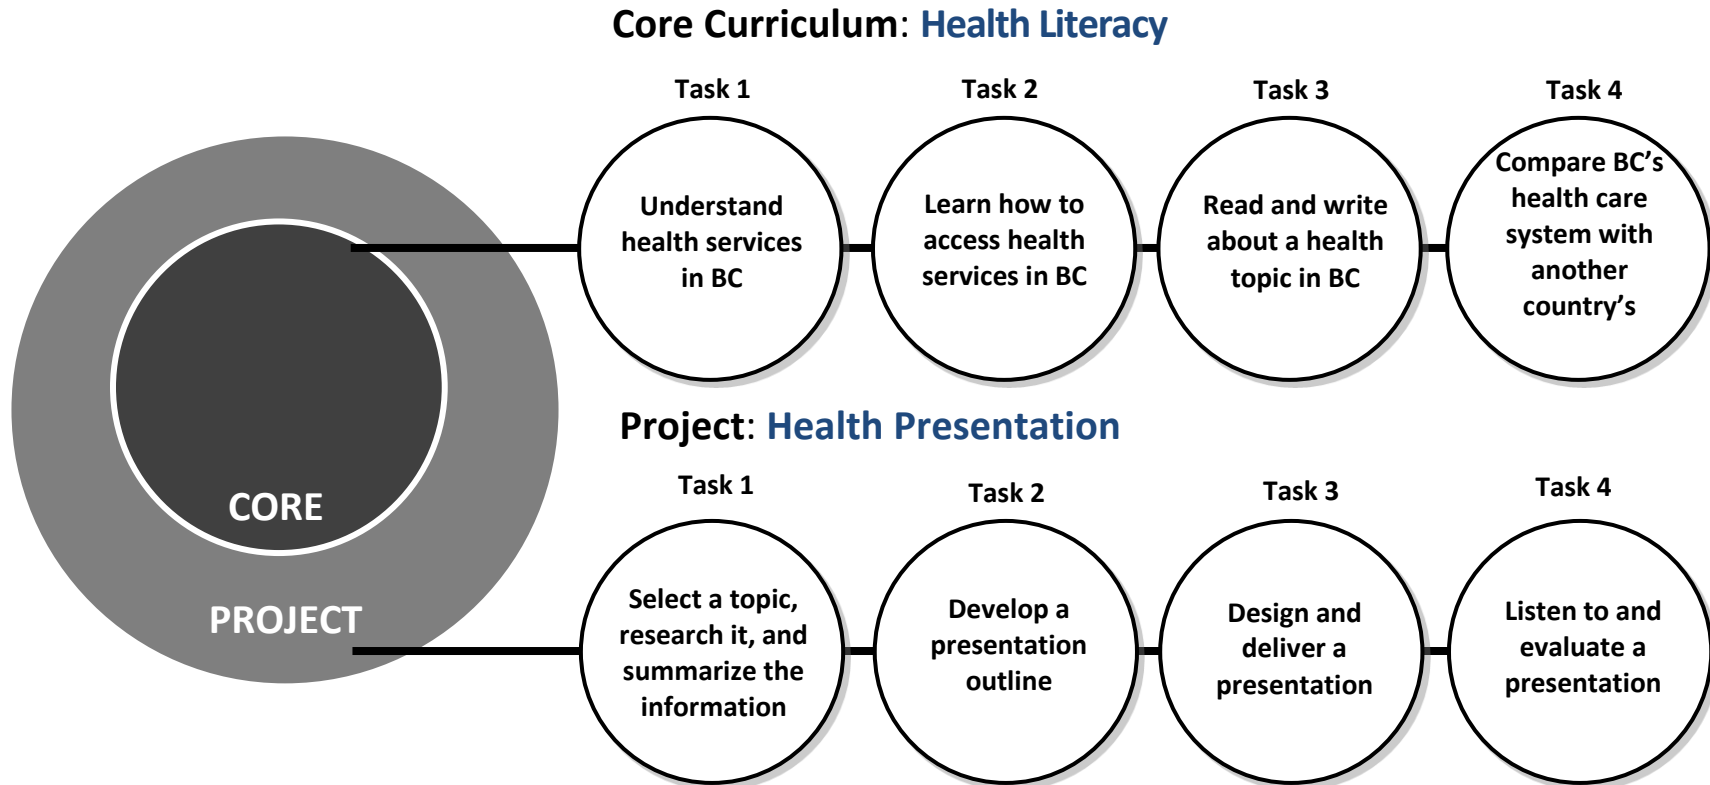 Core Curriculum: Health Literacy
Task 1
Task 2
Task 3
Task 4
Understand
health services
in BC
Learn how to
access health
services in BC
Read and write
about a health
topic in BC
Compare BC’s
health care
system with
another
country’s
Project: Health Presentation
Task 1
Task 2
Task 3
Task 4
Select a topic,
research it, and
summarize the
information
Develop a
presentation
outline
Design and
deliver a
presentation
Listen to and
evaluate a
presentation
CORE
PROJECT